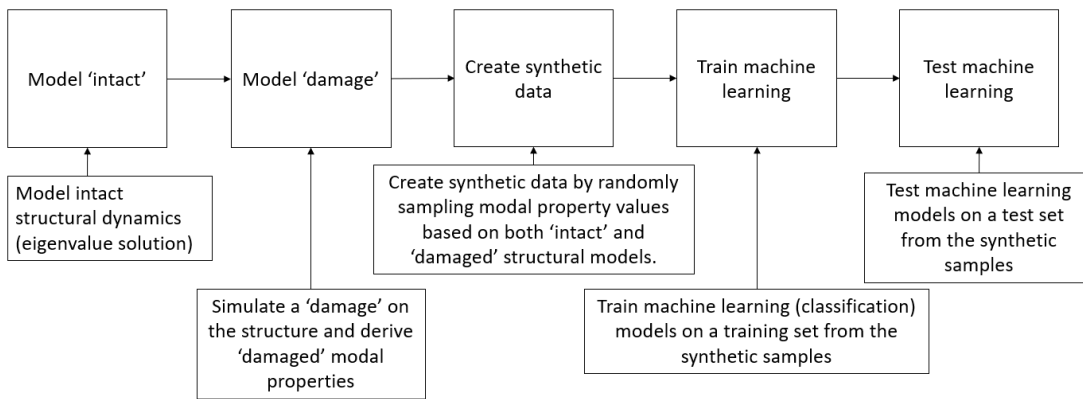 Model ‘intact’
Model ‘damage’
Create synthetic
data
Train machine
learning
Test machine
learning
Model intact
structural dynamics
(eigenvalue solution)
Simulate a ‘damage’ on
the structure and derive
‘damaged’ modal
properties
Create synthetic data by randomly
sampling modal property values
based on both ‘intact’ and
‘damaged’ structural models.
Train machine learning (classification)
models on a training set from the
synthetic samples
Test machine learning
models on a test set
from the synthetic
samples